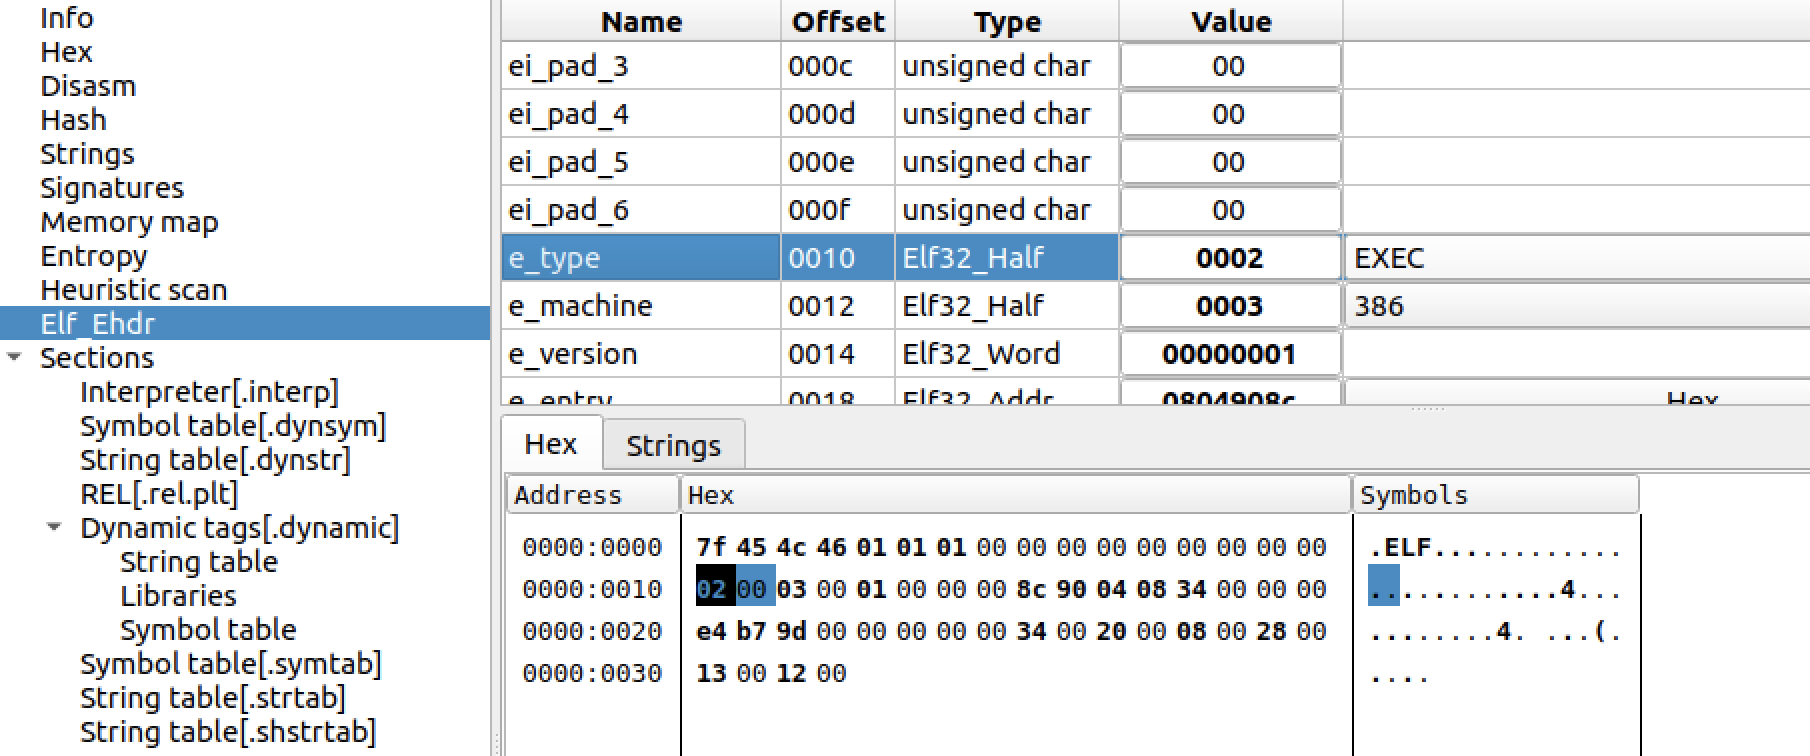 Info
Hex
Disasm
Hash
Strings
Signatures
Memory map
Entropy
Heuristic scan
Elf_Ehdr
Sections
Interpreter[.interp]
Symbol table[.dynsym]
String table[.dynstr]
REL[.rel.plt]
Dynamic tags[.dynamic]
String table
Libraries
Symbol table
Symbol table[.symtab]
String table[.strtab]
String table[.shstrtab]
Name Offset Type Value
ei_pad_3 000c unsigned char 00
ei_pad_4 000d unsigned char 00
ei_pad_5 000e unsigned char 00
ei_pad_6 000f unsigned char 00
e_type 0010 Elf32_Half 0002 EXEC
e_machine 0012 Elf32_Half 0003 386
e_version 0014 Elf32_Word 00000001
e_entry 0018 Elf32_Addr 0804908c Hex
Hex Strings
Address Hex Symbols
0000:0000 7f 45 4c 46 01 01 01 00 00 00 00 00 00 00 00 00 .ELF............
0000:0010 02 00 03 00 01 00 00 00 8c 90 04 08 34 00 00 00 ............4...
0000:0020 e4 b7 9d 00 00 00 00 00 34 00 20 00 08 00 28 00 ........4. ...(.
0000:0030 13 00 12 00 ....